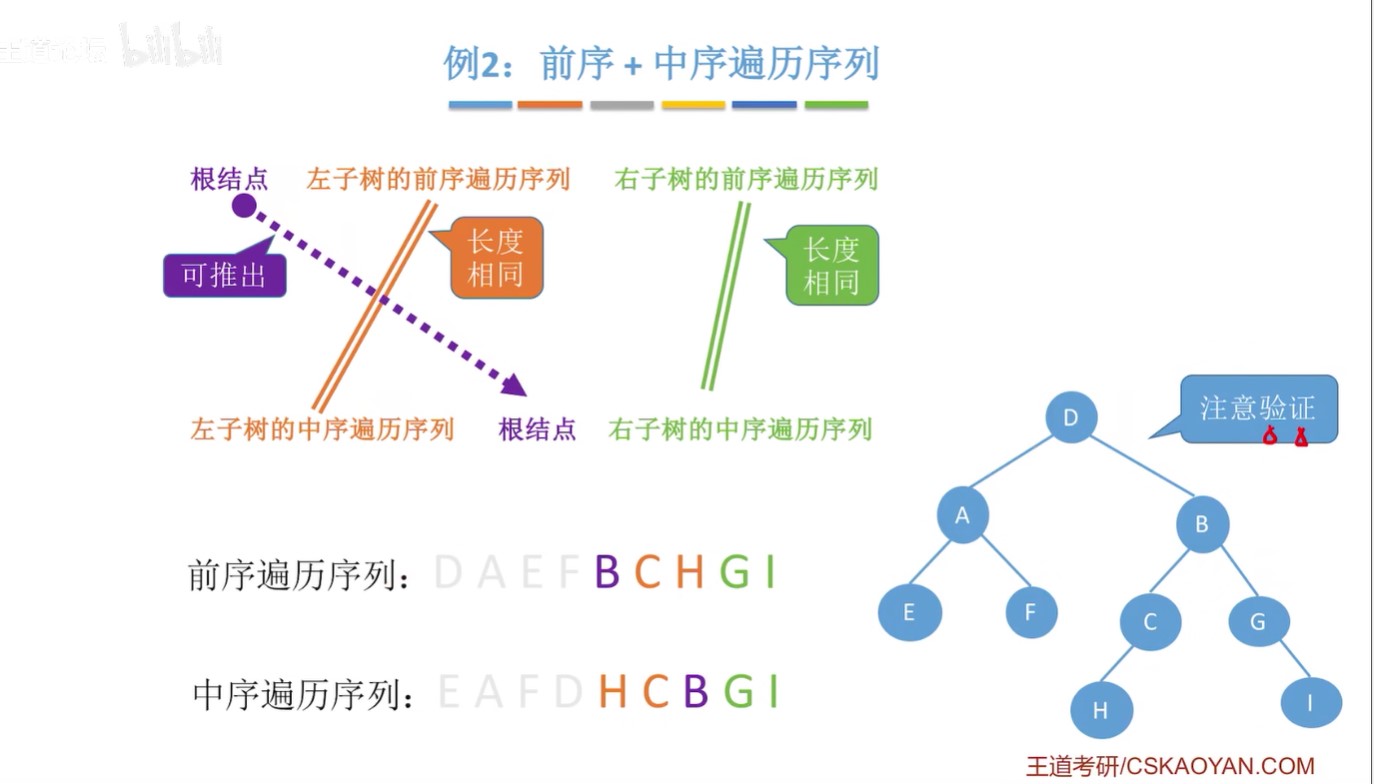 bilibili
例2：前序 + 中序遍历序列
根结点 左子树的前序遍历序列 右子树的前序遍历序列
可推出
长度
相同
长度
相同
左子树的中序遍历序列 根结点 右子树的中序遍历序列
注意验证
D
A B
E F C G
H I
前序遍历序列： D A E F B C H G I
中序遍历序列： E A F D H C B G I
王道考研/CSKAOYAN.COM